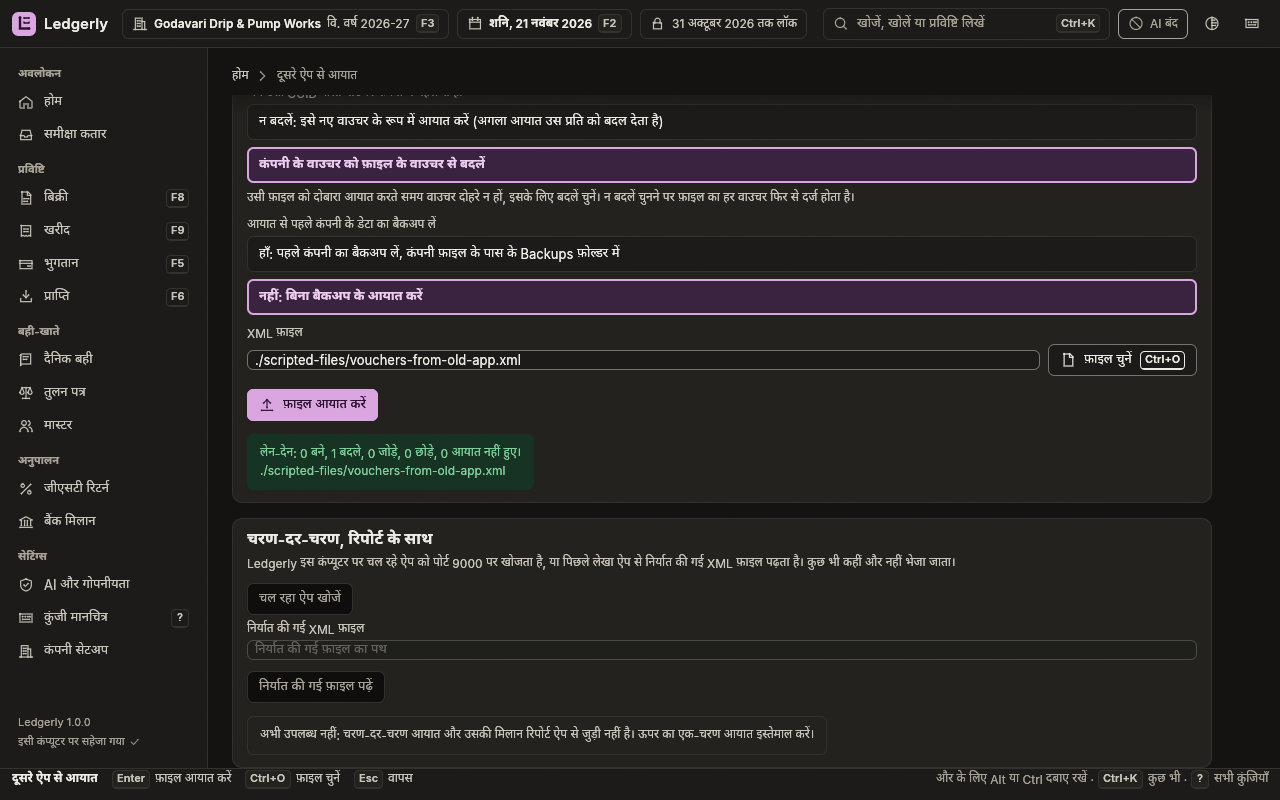 Ledgerly
Godavari Drip & Pump Works वि. वर्ष 2026-27 F3
शनि, 21 नवंबर 2026 F2
31 अक्टूबर 2026 तक लॉक
खोजें, खोलें या प्रविष्टि लिखें Ctrl+K
AI बंद
अवलोकन
होम
समीक्षा कतार
प्रविष्टि
बिक्री F8
खरीद F9
भुगतान F5
प्राप्ति F6
बही-खाते
दैनिक बही
तुलन पत्र
मास्टर
अनुपालन
जीएसटी रिटर्न
बैंक मिलान
सेटिंग्स
AI और गोपनीयता
कुंजी मानचित्र ?
कंपनी सेटअप
Ledgerly 1.0.0
इसी कंप्यूटर पर सहेजा गया
होम > दूसरे ऐप से आयात
न बदलें: इसे नए वाउचर के रूप में आयात करें (अगला आयात उस प्रति को बदल देता है)
कंपनी के वाउचर को फ़ाइल के वाउचर से बदलें
उसी फ़ाइल को दोबारा आयात करते समय वाउचर दोहरे न हों, इसके लिए बदलें चुनें। न बदलें चुनने पर फ़ाइल का हर वाउचर फिर से दर्ज होता है।
आयात से पहले कंपनी के डेटा का बैकअप लें
हाँ: पहले कंपनी का बैकअप लें, कंपनी फ़ाइल के पास के Backups फ़ोल्डर में
नहीं: बिना बैकअप के आयात करें
XML फ़ाइल
./scripted-files/vouchers-from-old-app.xml
फ़ाइल चुनें Ctrl+O
फ़ाइल आयात करें
लेन-देन: 0 बने, 1 बदले, 0 जोड़े, 0 छोड़े, 0 आयात नहीं हुए।
./scripted-files/vouchers-from-old-app.xml
चरण-दर-चरण, रिपोर्ट के साथ
Ledgerly इस कंप्यूटर पर चल रहे ऐप को पोर्ट 9000 पर खोजता है, या पिछले लेखा ऐप से निर्यात की गई XML फ़ाइल पढ़ता है। कुछ भी कहीं और नहीं भेजा जाता।
चल रहा ऐप खोजें
निर्यात की गई XML फ़ाइल
निर्यात की गई फ़ाइल का पथ
निर्यात की गई फ़ाइल पढ़ें
अभी उपलब्ध नहीं: चरण-दर-चरण आयात और उसकी मिलान रिपोर्ट ऐप से जुड़ी नहीं है। ऊपर का एक-चरण आयात इस्तेमाल करें।
दूसरे ऐप से आयात Enter फ़ाइल आयात करें Ctrl+O फ़ाइल चुनें Esc वापस
और के लिए Alt या Ctrl दबाए रखें · Ctrl+K कुछ भी · ? सभी कुंजियाँ